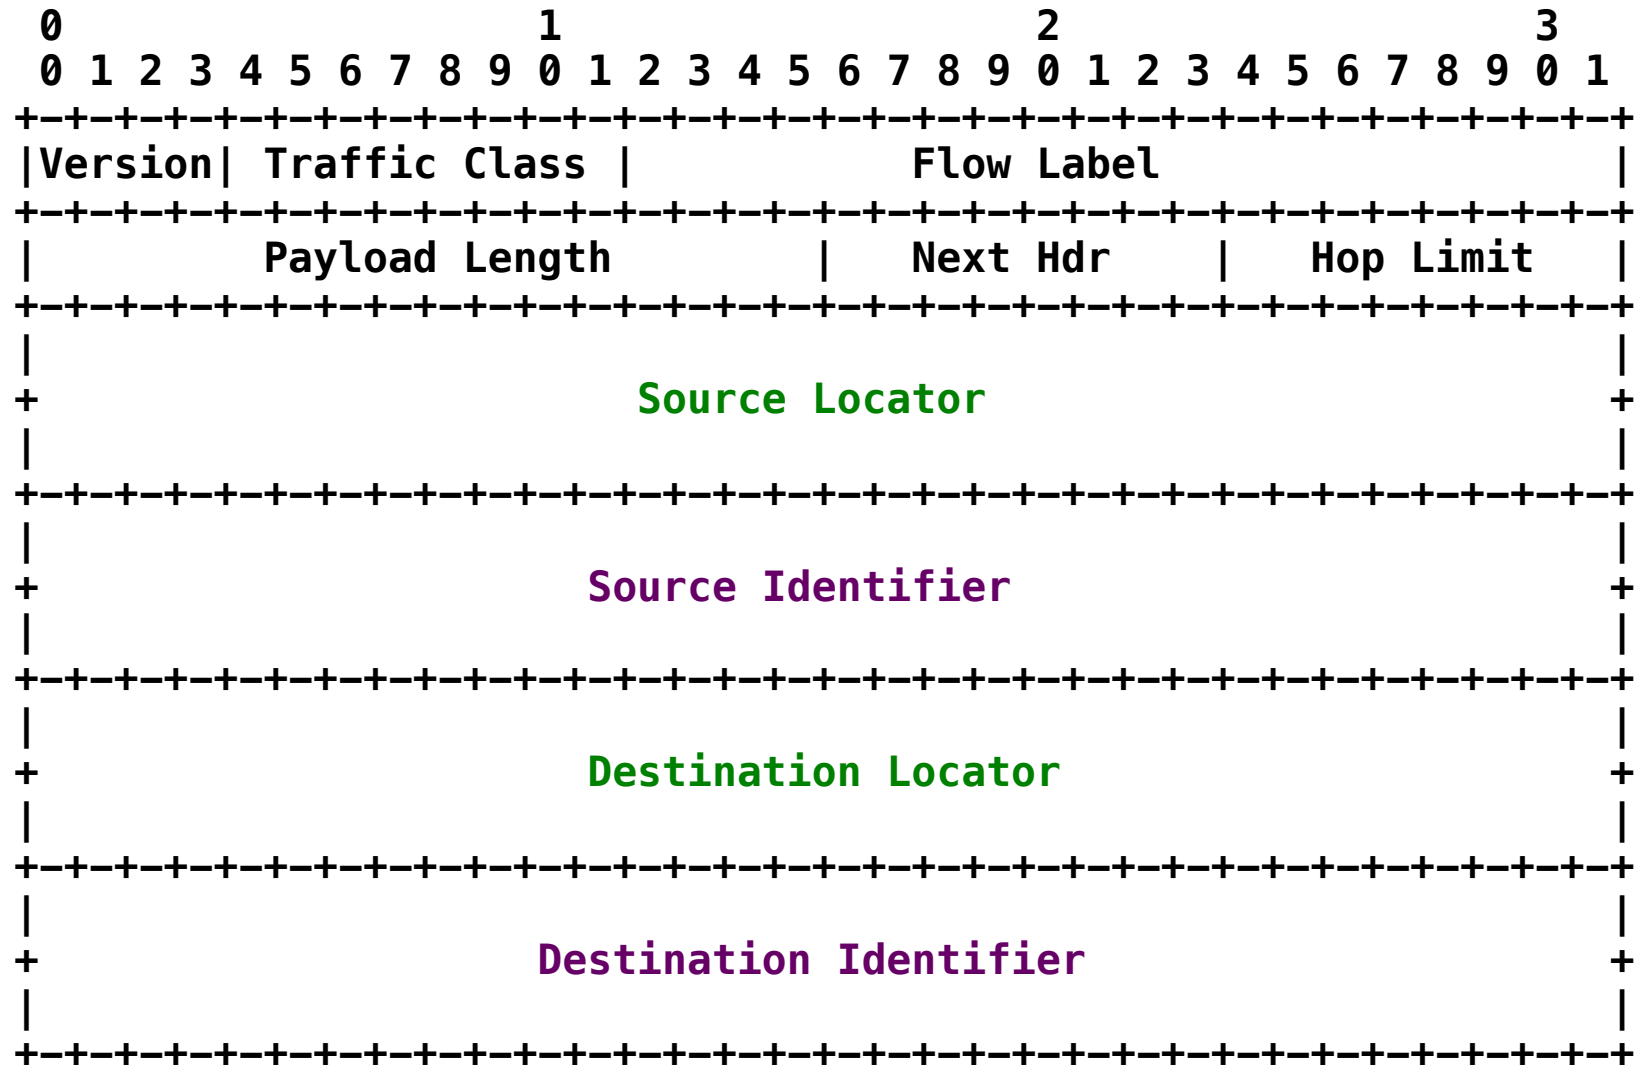 0                   1                   2                   3
 0 1 2 3 4 5 6 7 8 9 0 1 2 3 4 5 6 7 8 9 0 1 2 3 4 5 6 7 8 9 0 1
+-+-+-+-+-+-+-+-+-+-+-+-+-+-+-+-+-+-+-+-+-+-+-+-+-+-+-+-+-+-+-+-+
|Version| Traffic Class |           Flow Label                  |
+-+-+-+-+-+-+-+-+-+-+-+-+-+-+-+-+-+-+-+-+-+-+-+-+-+-+-+-+-+-+-+-+
|         Payload Length        |   Next Hdr    |   Hop Limit   |
+-+-+-+-+-+-+-+-+-+-+-+-+-+-+-+-+-+-+-+-+-+-+-+-+-+-+-+-+-+-+-+-+
|                                                               |
+                        Source Locator                         +
|                                                               |
+-+-+-+-+-+-+-+-+-+-+-+-+-+-+-+-+-+-+-+-+-+-+-+-+-+-+-+-+-+-+-+-+
|                                                               |
+                      Source Identifier                        +
|                                                               |
+-+-+-+-+-+-+-+-+-+-+-+-+-+-+-+-+-+-+-+-+-+-+-+-+-+-+-+-+-+-+-+-+
|                                                               |
+                      Destination Locator                      +
|                                                               |
+-+-+-+-+-+-+-+-+-+-+-+-+-+-+-+-+-+-+-+-+-+-+-+-+-+-+-+-+-+-+-+-+
|                                                               |
+                    Destination Identifier                     +
|                                                               |
+-+-+-+-+-+-+-+-+-+-+-+-+-+-+-+-+-+-+-+-+-+-+-+-+-+-+-+-+-+-+-+-+